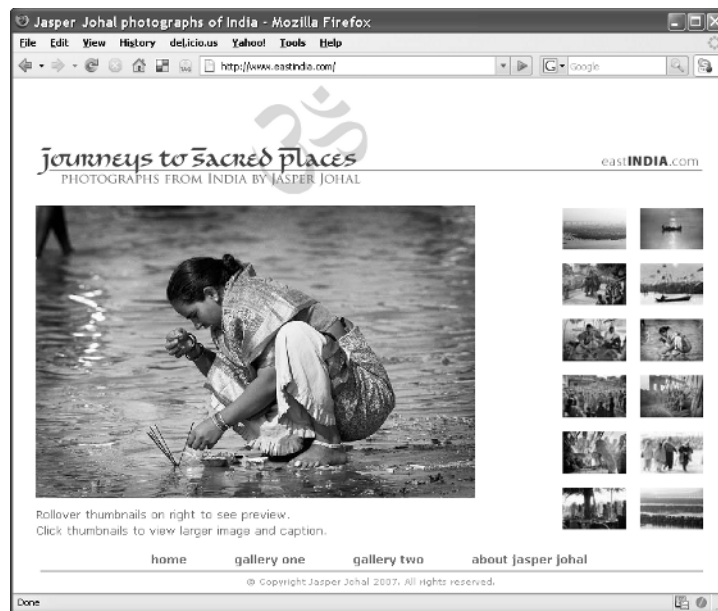 Jasper Johal photographs of India - Mozilla Firefox
File Edit View History del.icio.us Yahoo! Tools Help
http://www.eastindia.com/ G Google
journeys to sacred places
eastINDIA.com
PHOTOGRAPHS FROM INDIA BY JASPER JOHAL
Rollover thumbnails on right to see preview.
Click thumbnails to view larger image and caption.
home gallery one gallery two about jasper johal
© Copyright Jasper Johal 2007. All rights reserved.
Done